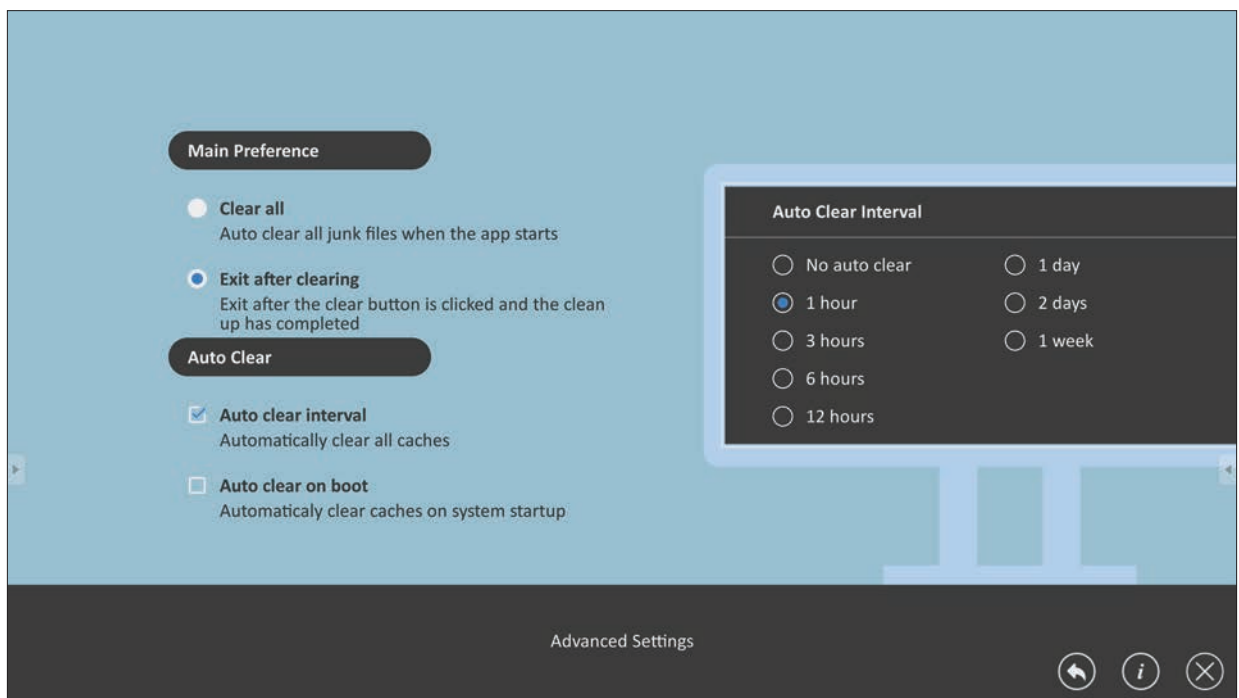 Main Preference
Clear all
Auto clear all junk files when the app starts
Exit after clearing
Exit after the clear button is clicked and the clean
up has completed
Auto Clear
Auto clear interval
Automatically clear all caches
Auto clear on boot
Automaticaly clear caches on system startup
Auto Clear Interval
No auto clear
1 hour
3 hours
6 hours
12 hours
1 day
2 days
1 week
Advanced Settings
i